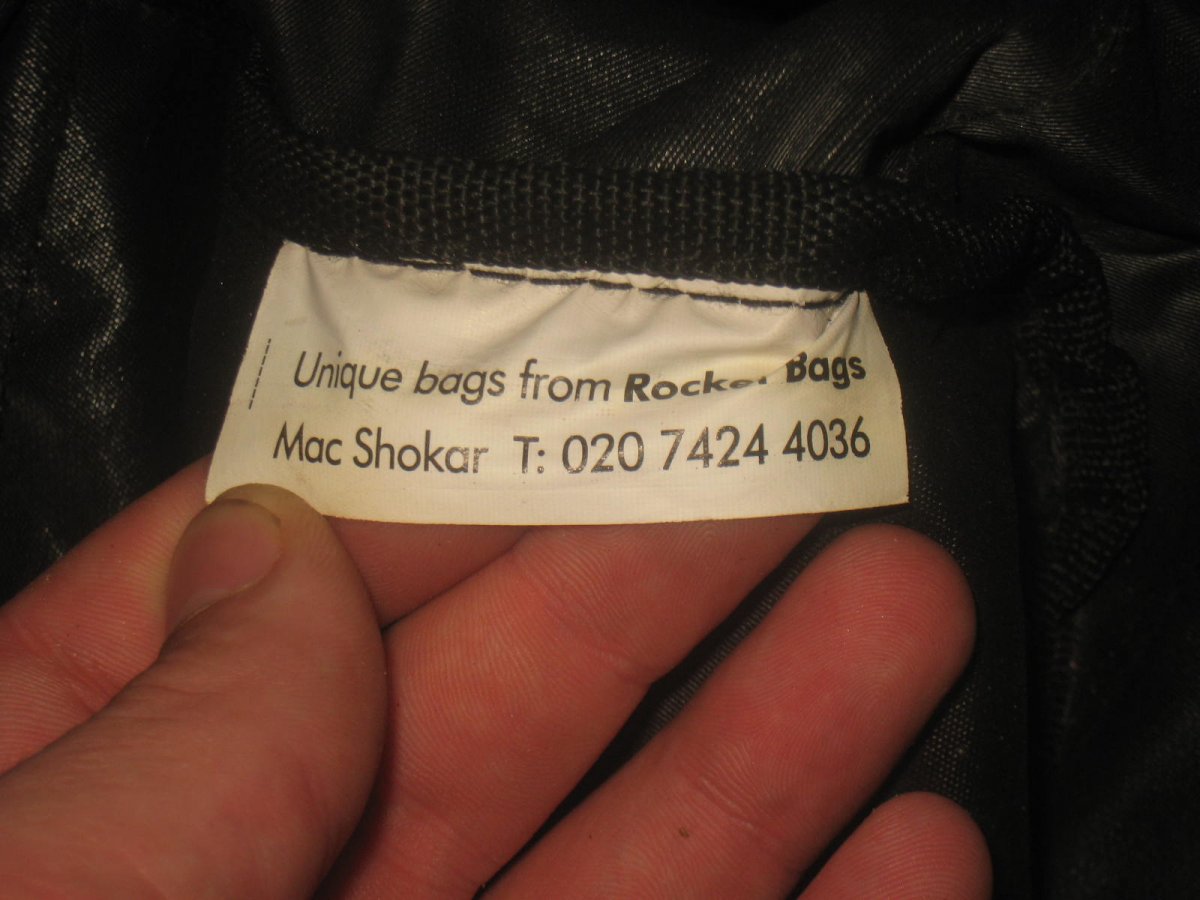 Unique bags from Rocket Bags
Mac Shokar T: 020 7424 4036